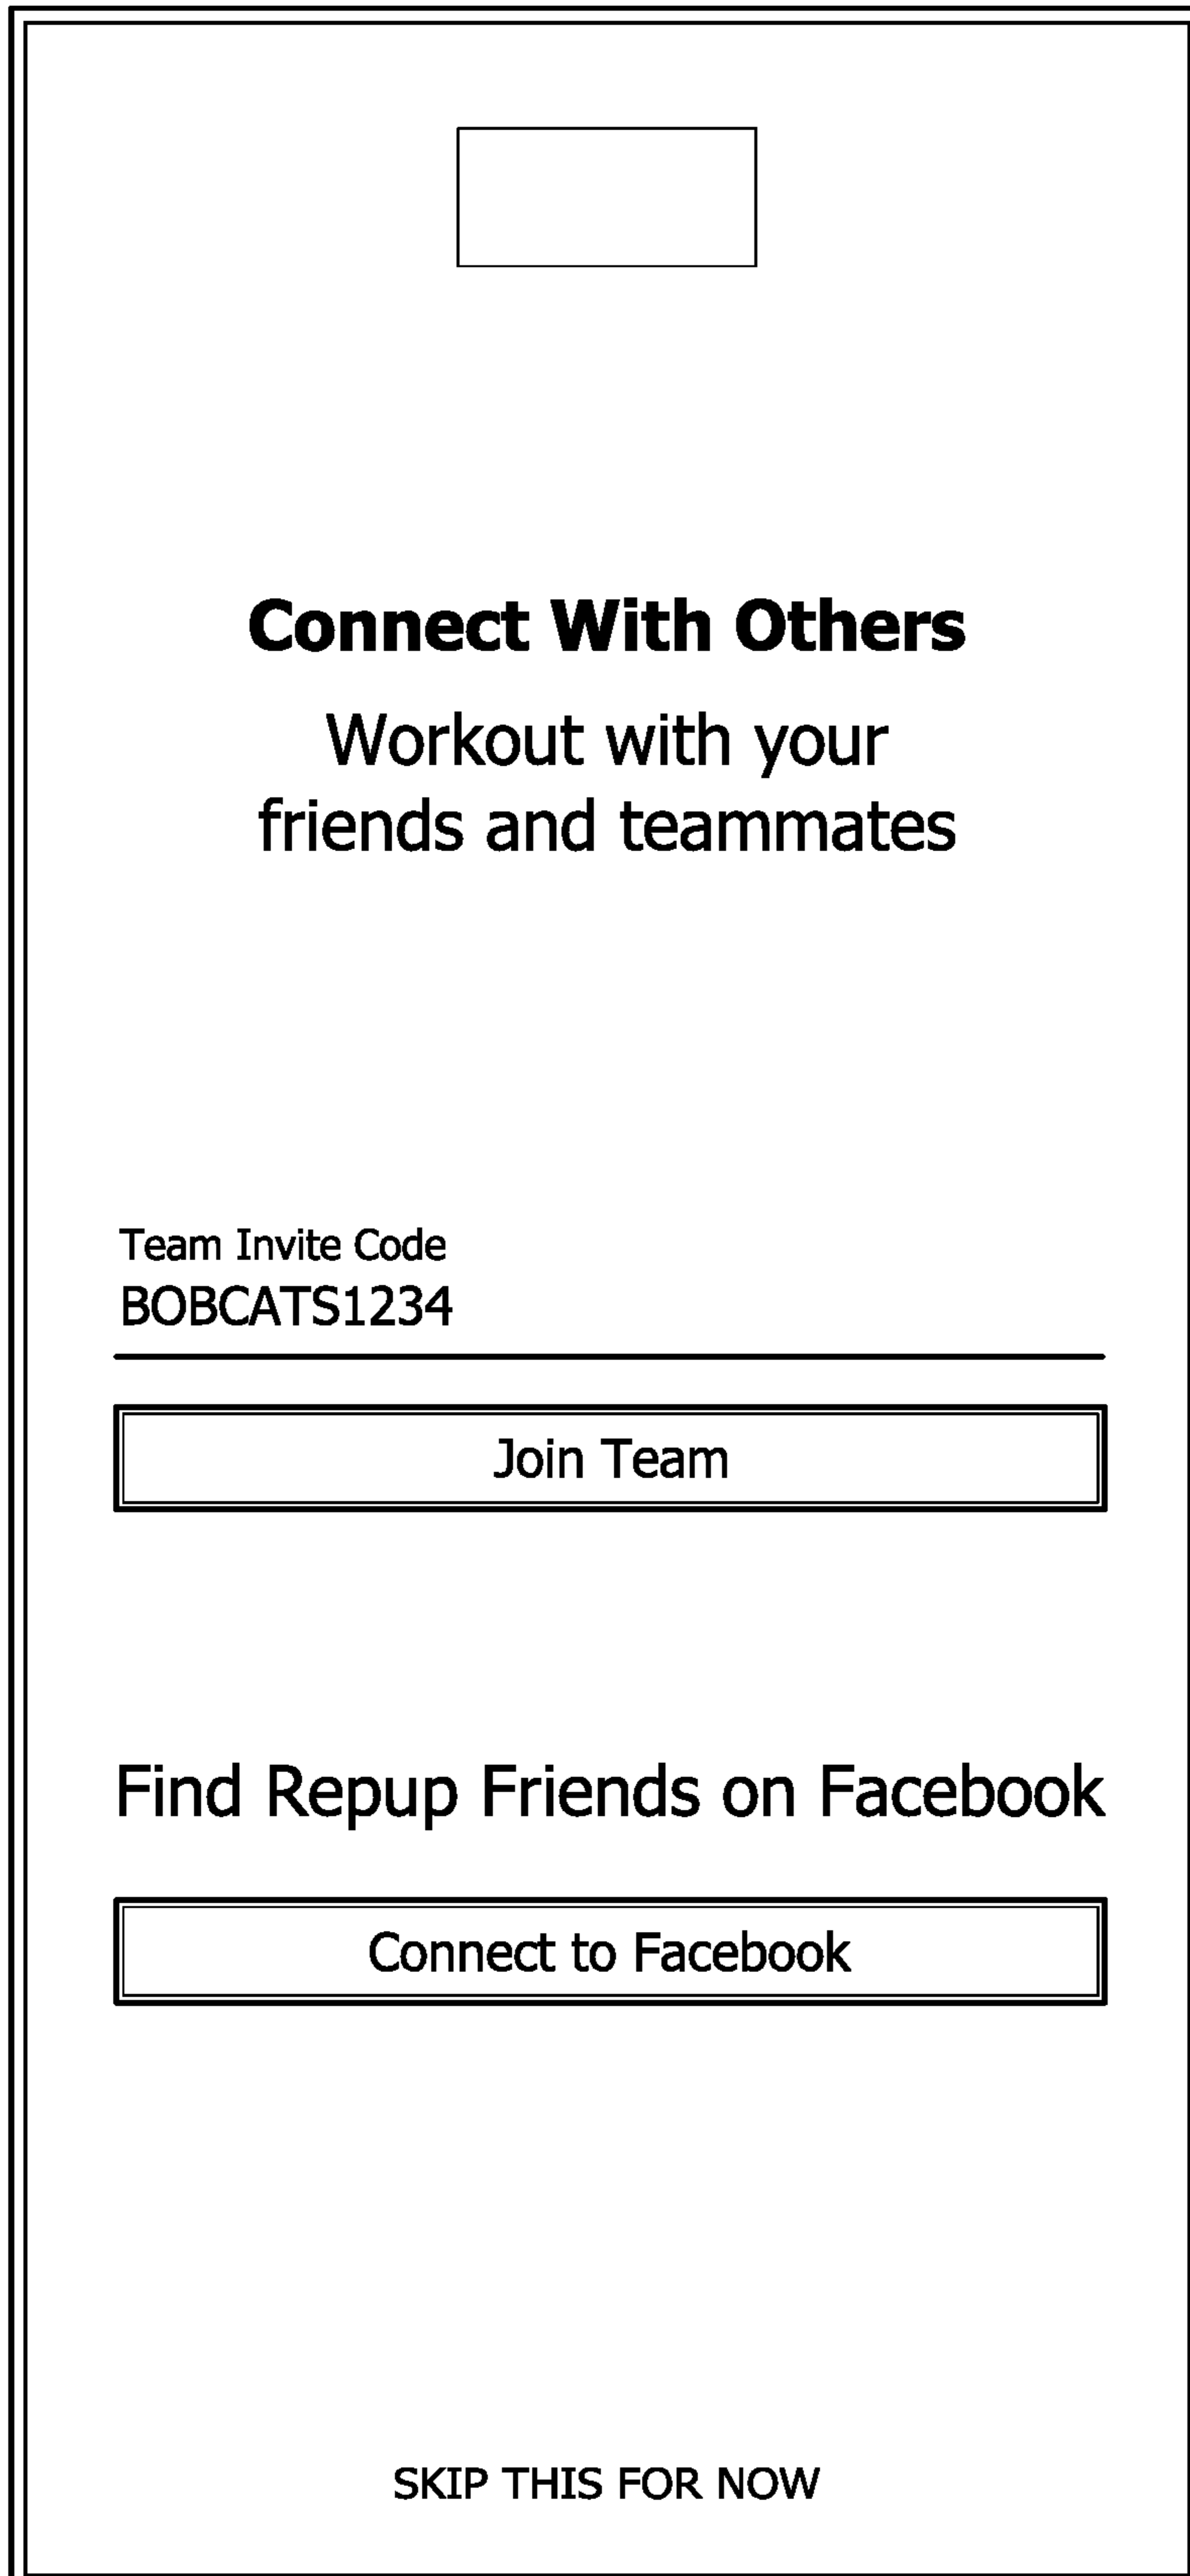 Connect With Others
Workout with your
friends and teammates
Team Invite Code
BOBCATS1234
Join Team
Find Repup Friends on Facebook
Connect to Facebook
SKIP THIS FOR NOW